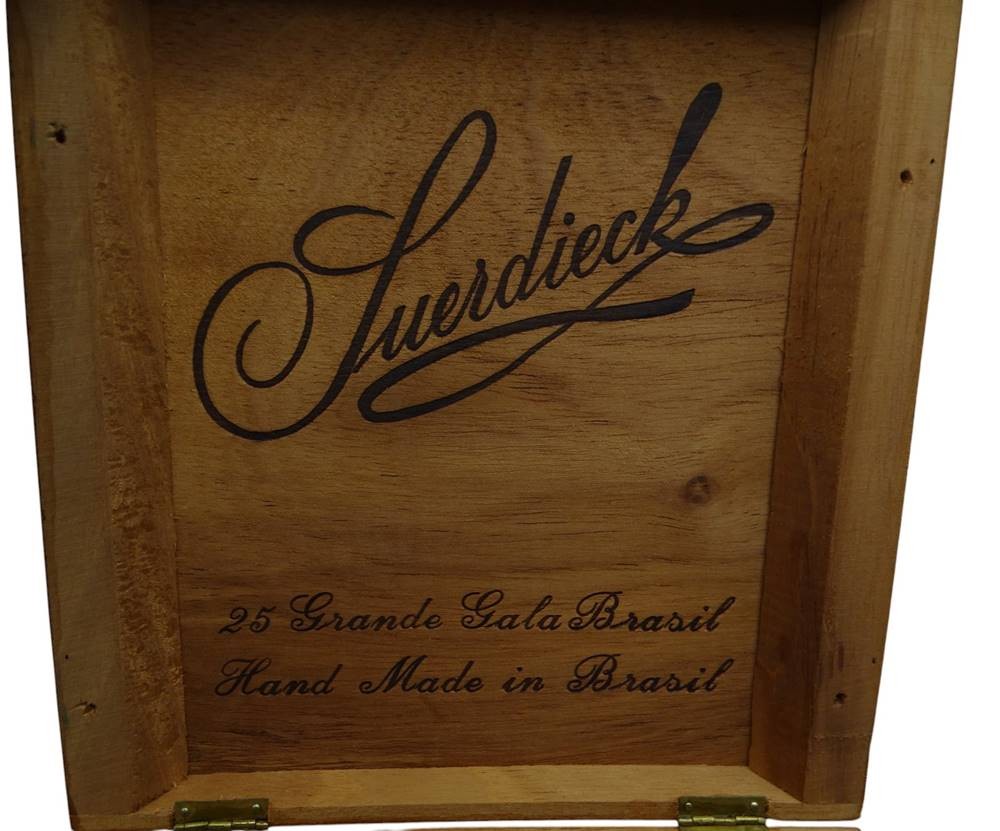 Suerdieck
25 Grande Gala Brasil
Hand Made in Brasil